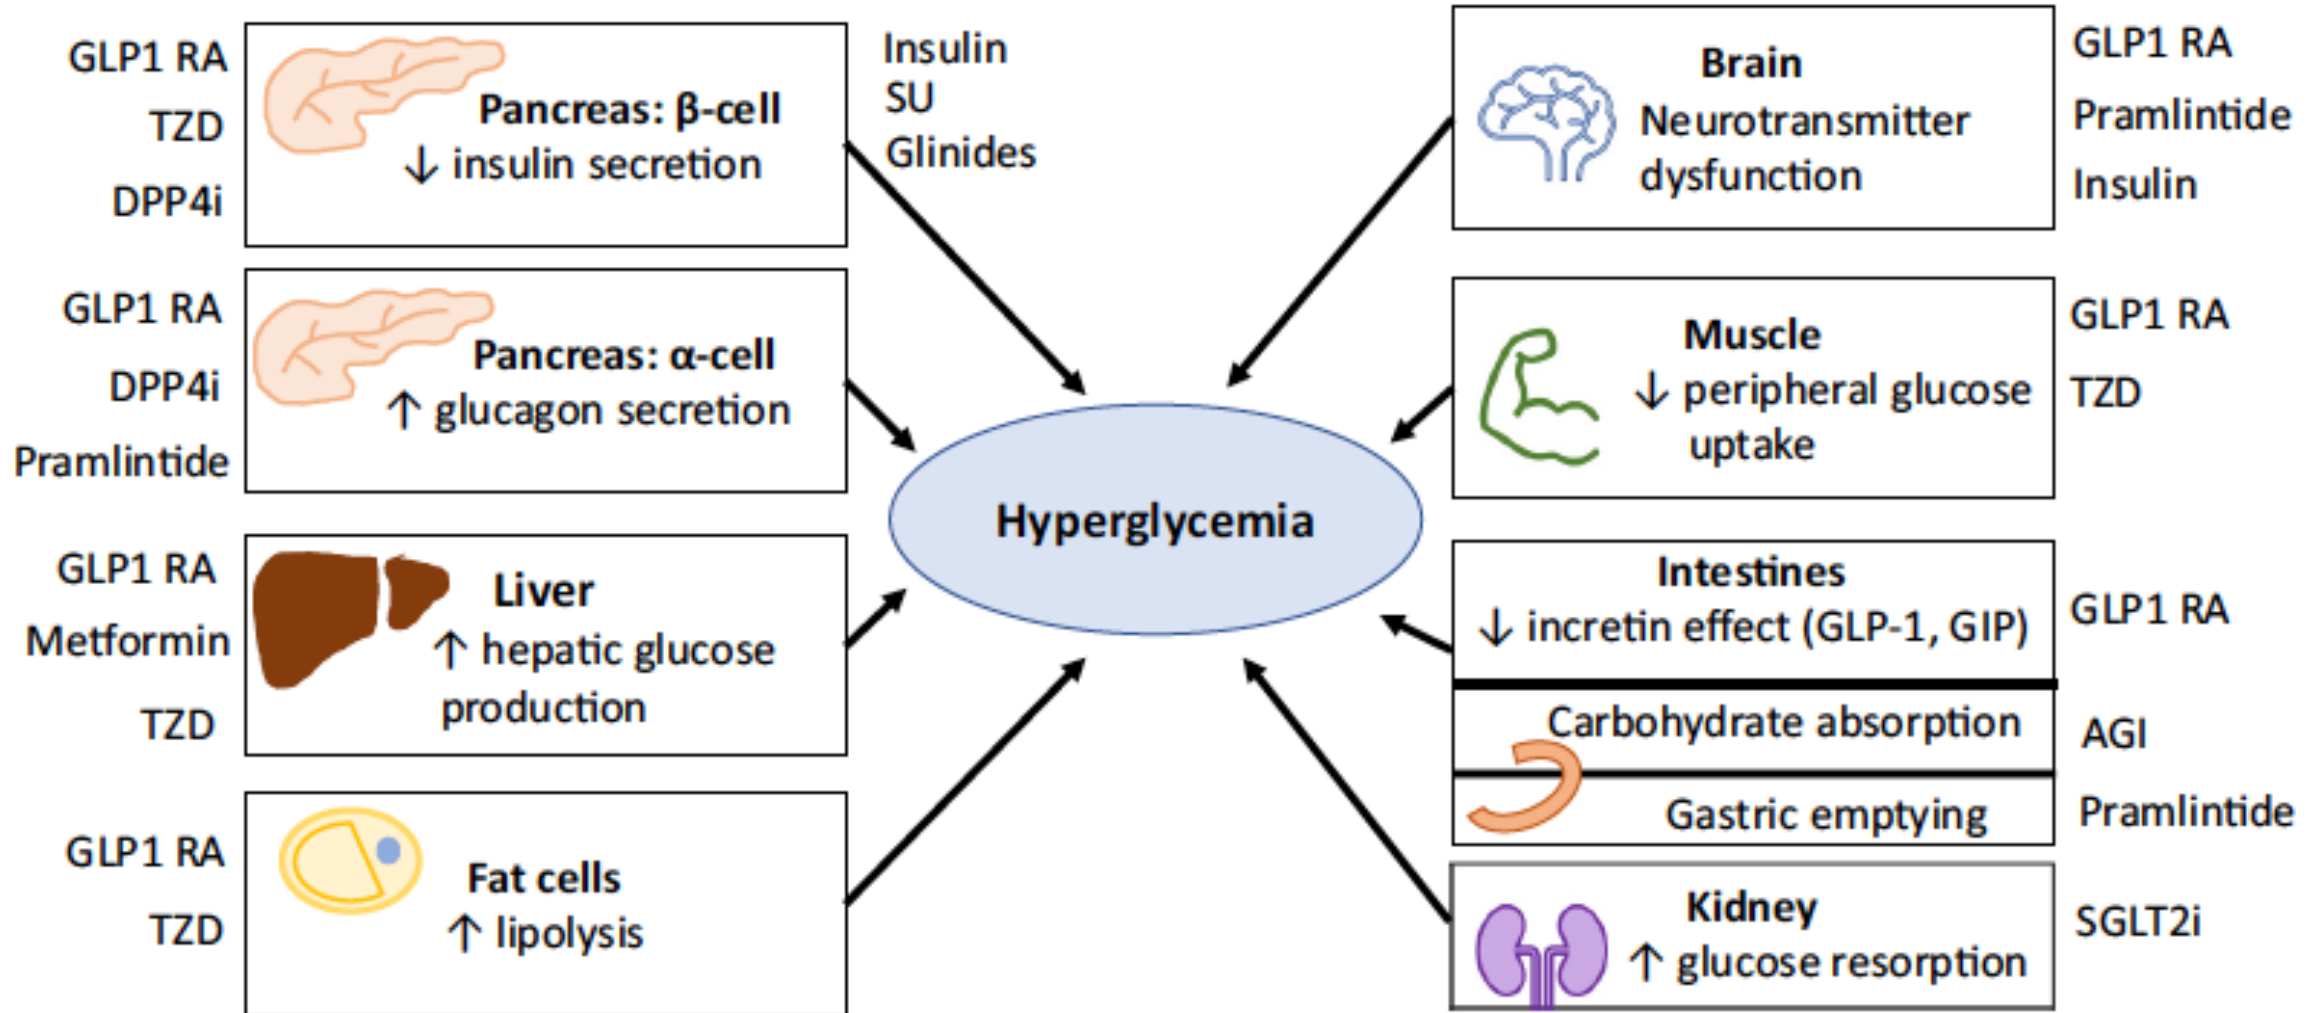 GLP1 RA
TZD
DPP4i
Pancreas: β-cell
↓ insulin secretion
Insulin
SU
Glinides
GLP1 RA
DPP4i
Pramlintide
Pancreas: α-cell
↑ glucagon secretion
GLP1 RA
Metformin
TZD
Liver
↑ hepatic glucose
production
GLP1 RA
TZD
Fat cells
↑ lipolysis
Hyperglycemia
Brain
Neurotransmitter
dysfunction
GLP1 RA
Pramlintide
Insulin
Muscle
↓ peripheral glucose
uptake
GLP1 RA
TZD
Intestines
↓ incretin effect (GLP-1, GIP)
GLP1 RA
Carbohydrate absorption
AGI
Gastric emptying
Pramlintide
Kidney
↑ glucose resorption
SGLT2i